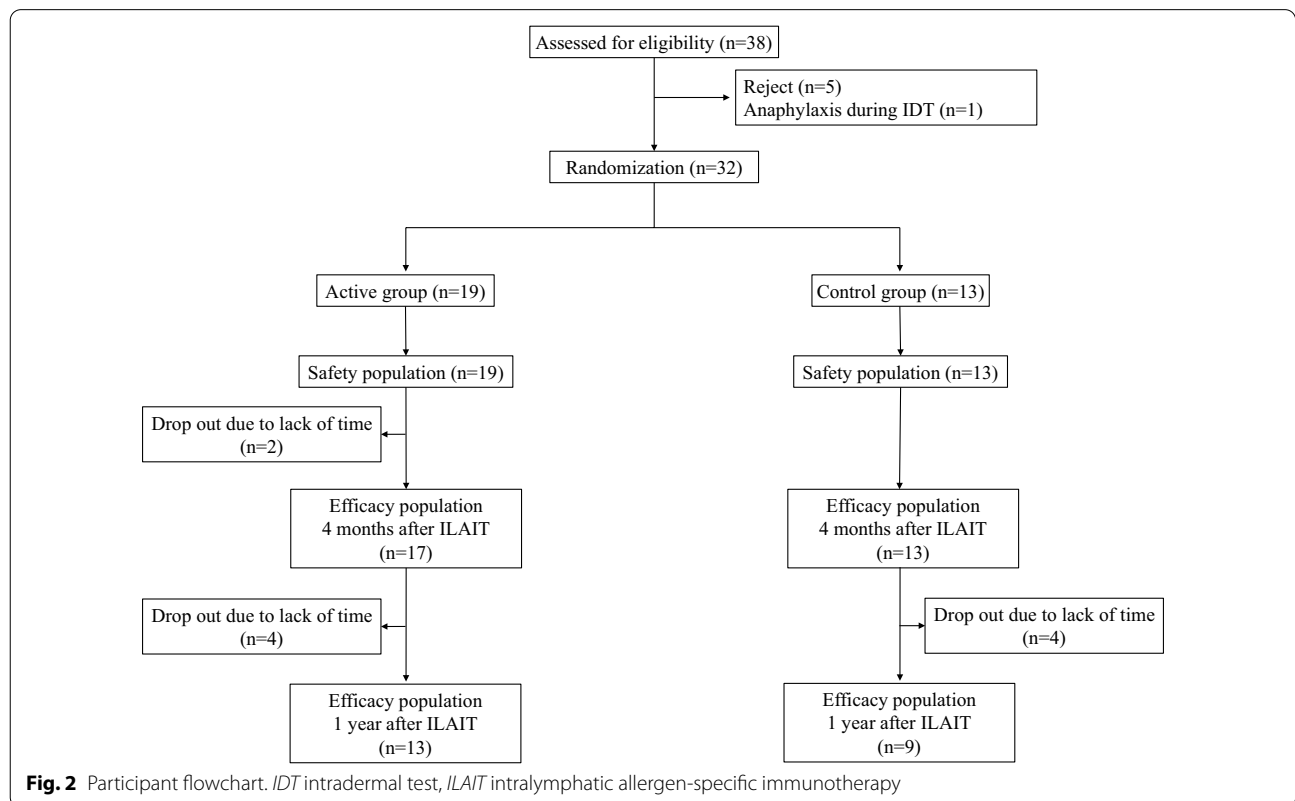 Assessed for eligibility (n=38)
Reject (n=5)
Anaphylaxis during IDT (n=1)
Randomization (n=32)
Active group (n=19)
Control group (n=13)
Safety population (n=19)
Safety population (n=13)
Drop out due to lack of time
(n=2)
Efficacy population
4 months after ILAIT
(n=17)
Efficacy population
4 months after ILAIT
(n=13)
Drop out due to lack of time
(n=4)
Drop out due to lack of time
(n=4)
Efficacy population
1 year after ILAIT
(n=13)
Efficacy population
1 year after ILAIT
(n=9)
Fig. 2 Participant flowchart. IDT intradermal test, ILAIT intralymphatic allergen-specific immunotherapy